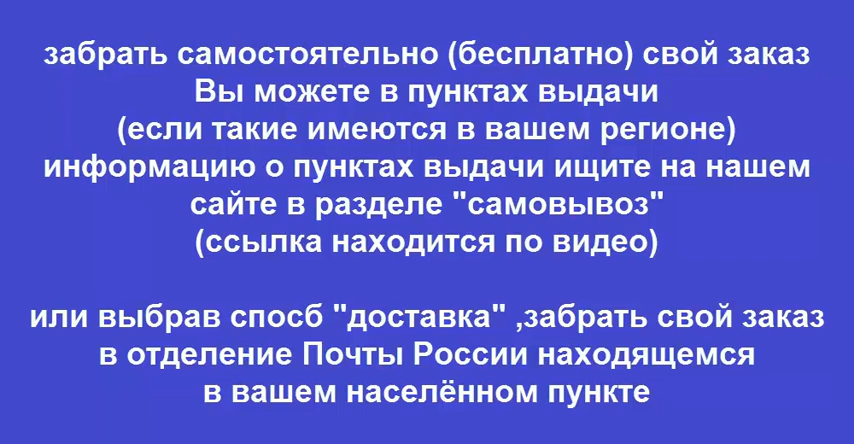 забрать самостоятельно (бесплатно) свой заказ
Вы можете в пунктах выдачи
(если такие имеются в вашем регионе)
информацию о пунктах выдачи ищите на нашем
сайте в разделе "самовывоз"
(ссылка находится по видео)
или выбрав спосб "доставка" ,забрать свой заказ
в отделение Почты России находящемся
в вашем населённом пункте